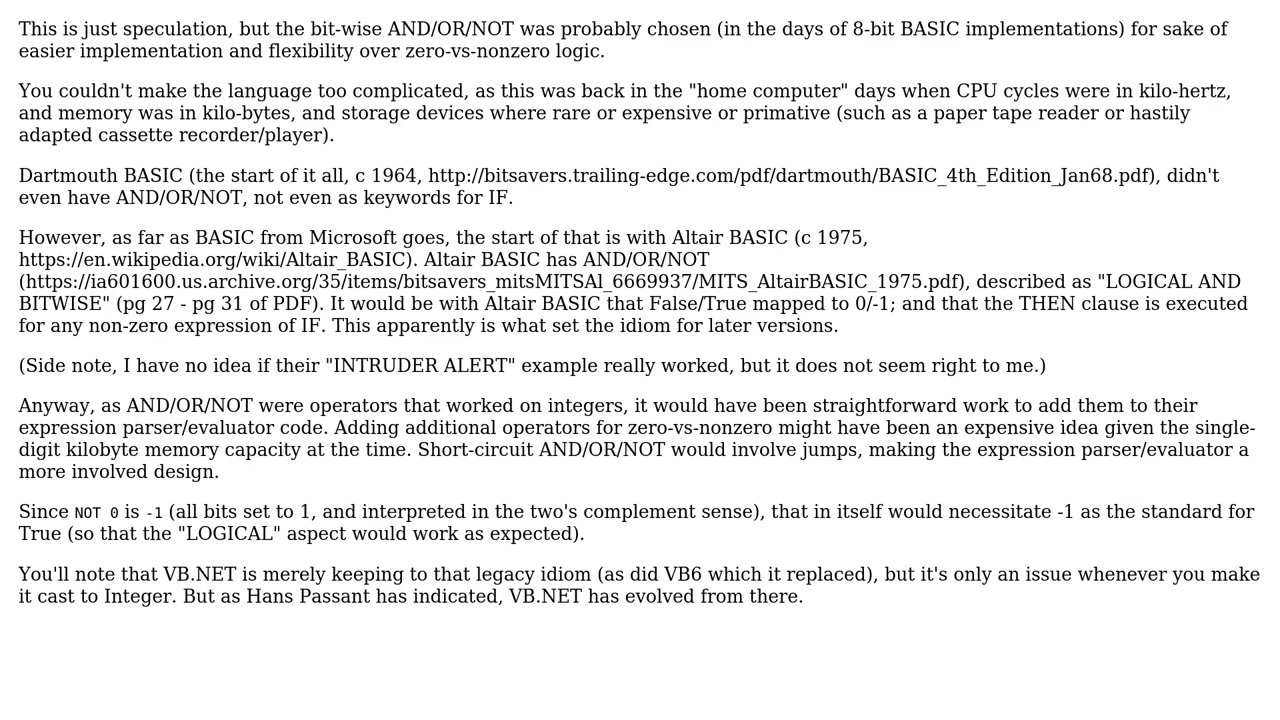 This is just speculation, but the bit-wise AND/OR/NOT was probably chosen (in the days of 8-bit BASIC implementations) for sake of
easier implementation and flexibility over zero-vs-nonzero logic.
You couldn't make the language too complicated, as this was back in the "home computer" days when CPU cycles were in kilo-hertz,
and memory was in kilo-bytes, and storage devices where rare or expensive or primative (such as a paper tape reader or hastily
adapted cassette recorder/player).
Dartmouth BASIC (the start of it all, c 1964, http://bitsavers.trailing-edge.com/pdf/dartmouth/BASIC_4th_Edition_Jan68.pdf), didn't
even have AND/OR/NOT, not even as keywords for IF.
However, as far as BASIC from Microsoft goes, the start of that is with Altair BASIC (c 1975,
https://en.wikipedia.org/wiki/Altair_BASIC). Altair BASIC has AND/OR/NOT
(https://ia601600.us.archive.org/35/items/bitsavers_mitsMITSAl_6669937/MITS_AltairBASIC_1975.pdf), described as "LOGICAL AND
BITWISE" (pg 27 - pg 31 of PDF). It would be with Altair BASIC that False/True mapped to 0/-1; and that the THEN clause is executed
for any non-zero expression of IF. This apparently is what set the idiom for later versions.
(Side note, I have no idea if their "INTRUDER ALERT" example really worked, but it does not seem right to me.)
Anyway, as AND/OR/NOT were operators that worked on integers, it would have been straightforward work to add them to their
expression parser/evaluator code. Adding additional operators for zero-vs-nonzero might have been an expensive idea given the single-
digit kilobyte memory capacity at the time. Short-circuit AND/OR/NOT would involve jumps, making the expression parser/evaluator a
more involved design.
Since NOT 0 is -1 (all bits set to 1, and interpreted in the two's complement sense), that in itself would necessitate -1 as the standard for
True (so that the "LOGICAL" aspect would work as expected).
You'll note that VB.NET is merely keeping to that legacy idiom (as did VB6 which it replaced), but it's only an issue whenever you make
it cast to Integer. But as Hans Passant has indicated, VB.NET has evolved from there.